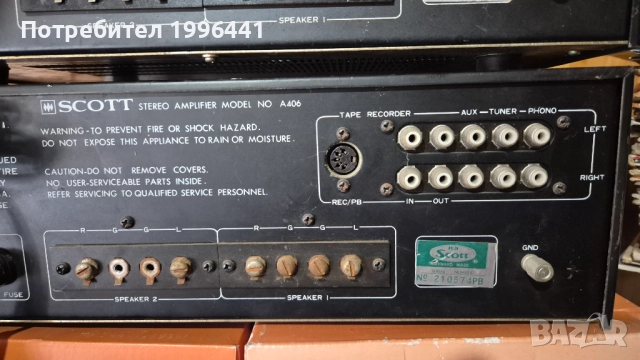 Потребител 1996441
SPEAKER 2
SPEAKER 1
SCOTT STEREO AMPLIFIER MODEL NO A406
WARNING-TO PREVENT FIRE OR SHOCK HAZARD.
DO NOT EXPOSE THIS APPLIANCE TO RAIN OR MOISTURE.
CAUTION-DO NOT REMOVE COVERS.
NO USER-SERVICEABLE PARTS INSIDE.
REFER SERVICING TO QUALIFIED SERVICE PERSONNEL.
TAPE RECORDER AUX TUNER PHONO
LEFT
RIGHT
REC/PB IN OUT
R G G L
R G G L
SPEAKER 2
SPEAKER 1
FUSE
SCOTT
GND
BAZAR